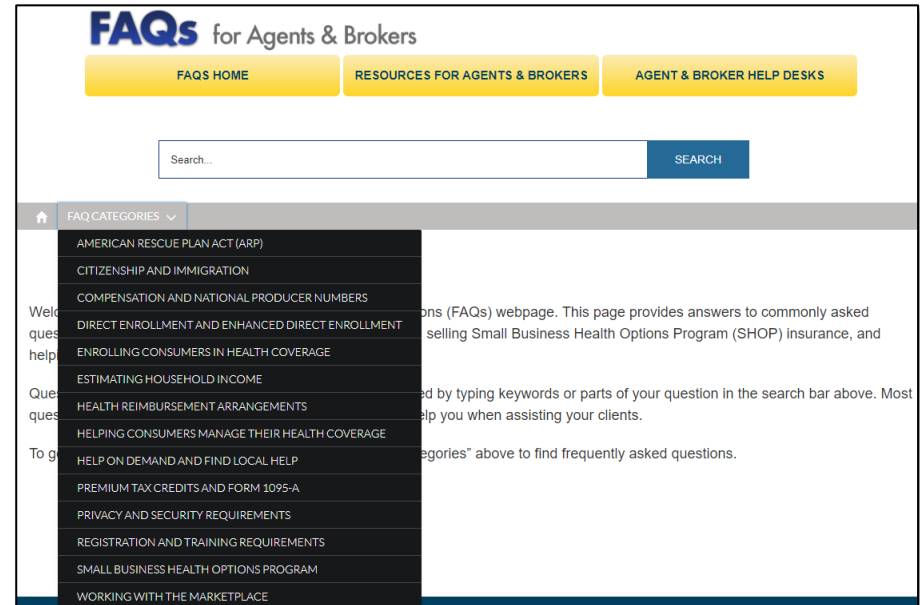 FAQs for Agents & Brokers
FAQS HOME
RESOURCES FOR AGENTS & BROKERS
AGENT & BROKER HELP DESKS
Search...
SEARCH
FAQ CATEGORIES
AMERICAN RESCUE PLAN ACT (ARP)
CITIZENSHIP AND IMMIGRATION
COMPENSATION AND NATIONAL PRODUCER NUMBERS
DIRECT ENROLLMENT AND ENHANCED DIRECT ENROLLMENT
ENROLLING CONSUMERS IN HEALTH COVERAGE
ESTIMATING HOUSEHOLD INCOME
HEALTH REIMBURSEMENT ARRANGEMENTS
HELPING CONSUMERS MANAGE THEIR HEALTH COVERAGE
HELP ON DEMAND AND FIND LOCAL HELP
PREMIUM TAX CREDITS AND FORM 1095-A
PRIVACY AND SECURITY REQUIREMENTS
REGISTRATION AND TRAINING REQUIREMENTS
SMALL BUSINESS HEALTH OPTIONS PROGRAM
WORKING WITH THE MARKETPLACE
(FAQs) webpage. This page provides answers to commonly asked
selling Small Business Health Options Program (SHOP) insurance, and
by typing keywords or parts of your question in the search bar above. Most
you when assisting your clients.
To
above to find frequently asked questions.